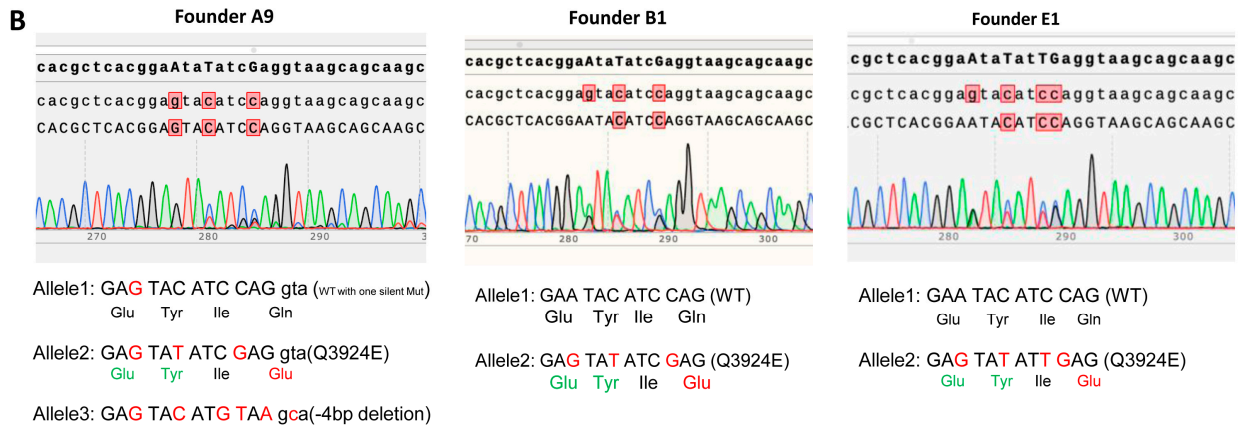 B
Founder A9
cacgctcacggaAtaTatcGaggtaagcagcaagc
cacgctcacggagtaCatcCaggtaagcagcaagc
CACGCTCACGGAGTACATCCAGGTAAGCAGCAAGC
270 280 290 3
Allele1: GAG TAC ATC CAG gta (WT with one silent Mut)
Glu Tyr Ile Gln
Allele2: GAG TAT ATC GAG gta(Q3924E)
Glu Tyr Ile Glu
Allele3: GAG TAC ATG TAA gca(-4bp deletion)
Founder B1
cacgctcacggaAtaTatcGaggtaagcagcaagc
cacgctcacggagtacatccaggtaagcagcaagc
CACGCTCACGGAATACATCCAGGTAAGCAGCAAGC
70 280 290 300
Allele1: GAA TAC ATC CAG (WT)
Glu Tyr Ile Gln
Allele2: GAG TAT ATC GAG (Q3924E)
Glu Tyr Ile Glu
Founder E1
cgctcacggaAtaTatTGaggtaagcagcaagc
cgctcacggagtaCatCCaggtaagcagcaagc
CGCTCACGGAATACATCCAGGTAAGCAGCAAGC
280 290 300
Allele1: GAA TAC ATC CAG (WT)
Glu Tyr Ile Gln
Allele2: GAG TAT ATT GAG (Q3924E)
Glu Tyr Ile Glu